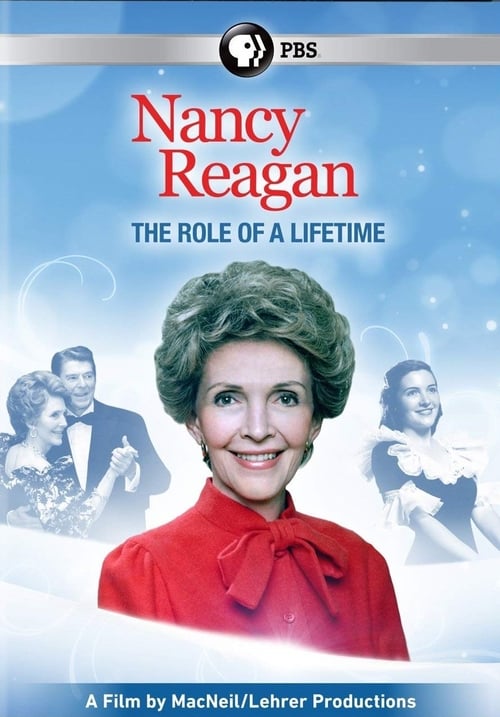 PBS
Nancy
Reagan
THE ROLE OF A LIFETIME
A Film by MacNeil/Lehrer Productions